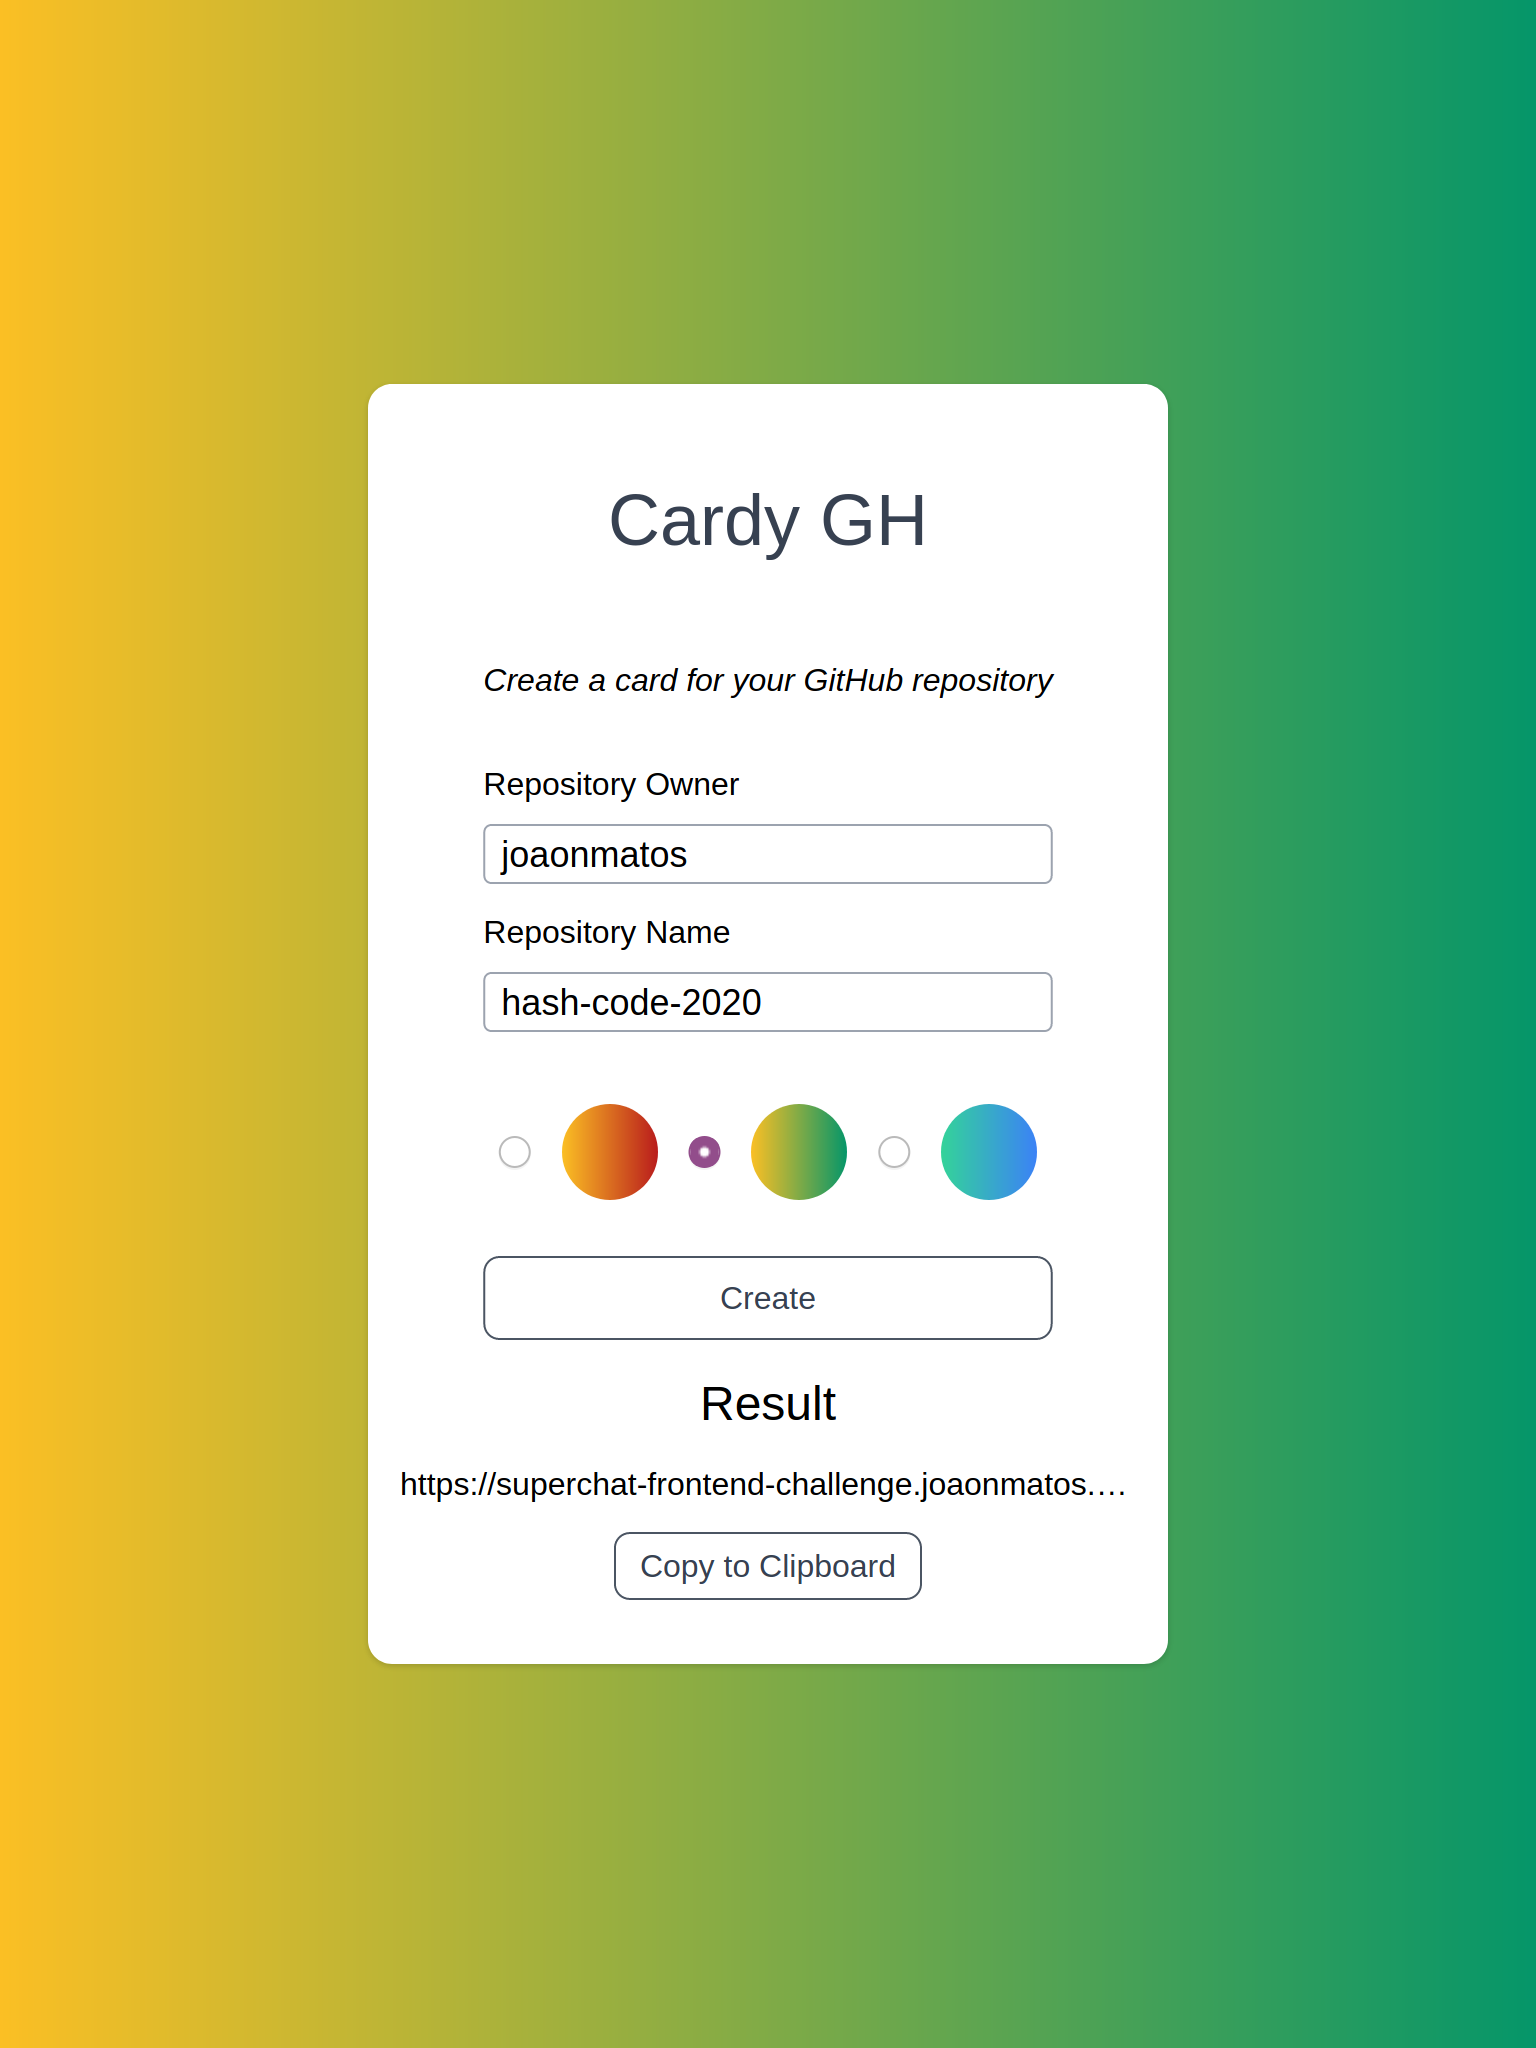 Cardy GH
Create a card for your GitHub repository
Repository Owner
joaonmatos
Repository Name
hash-code-2020
Create
Result
https://superchat-frontend-challenge.joaonmatos.…
Copy to Clipboard